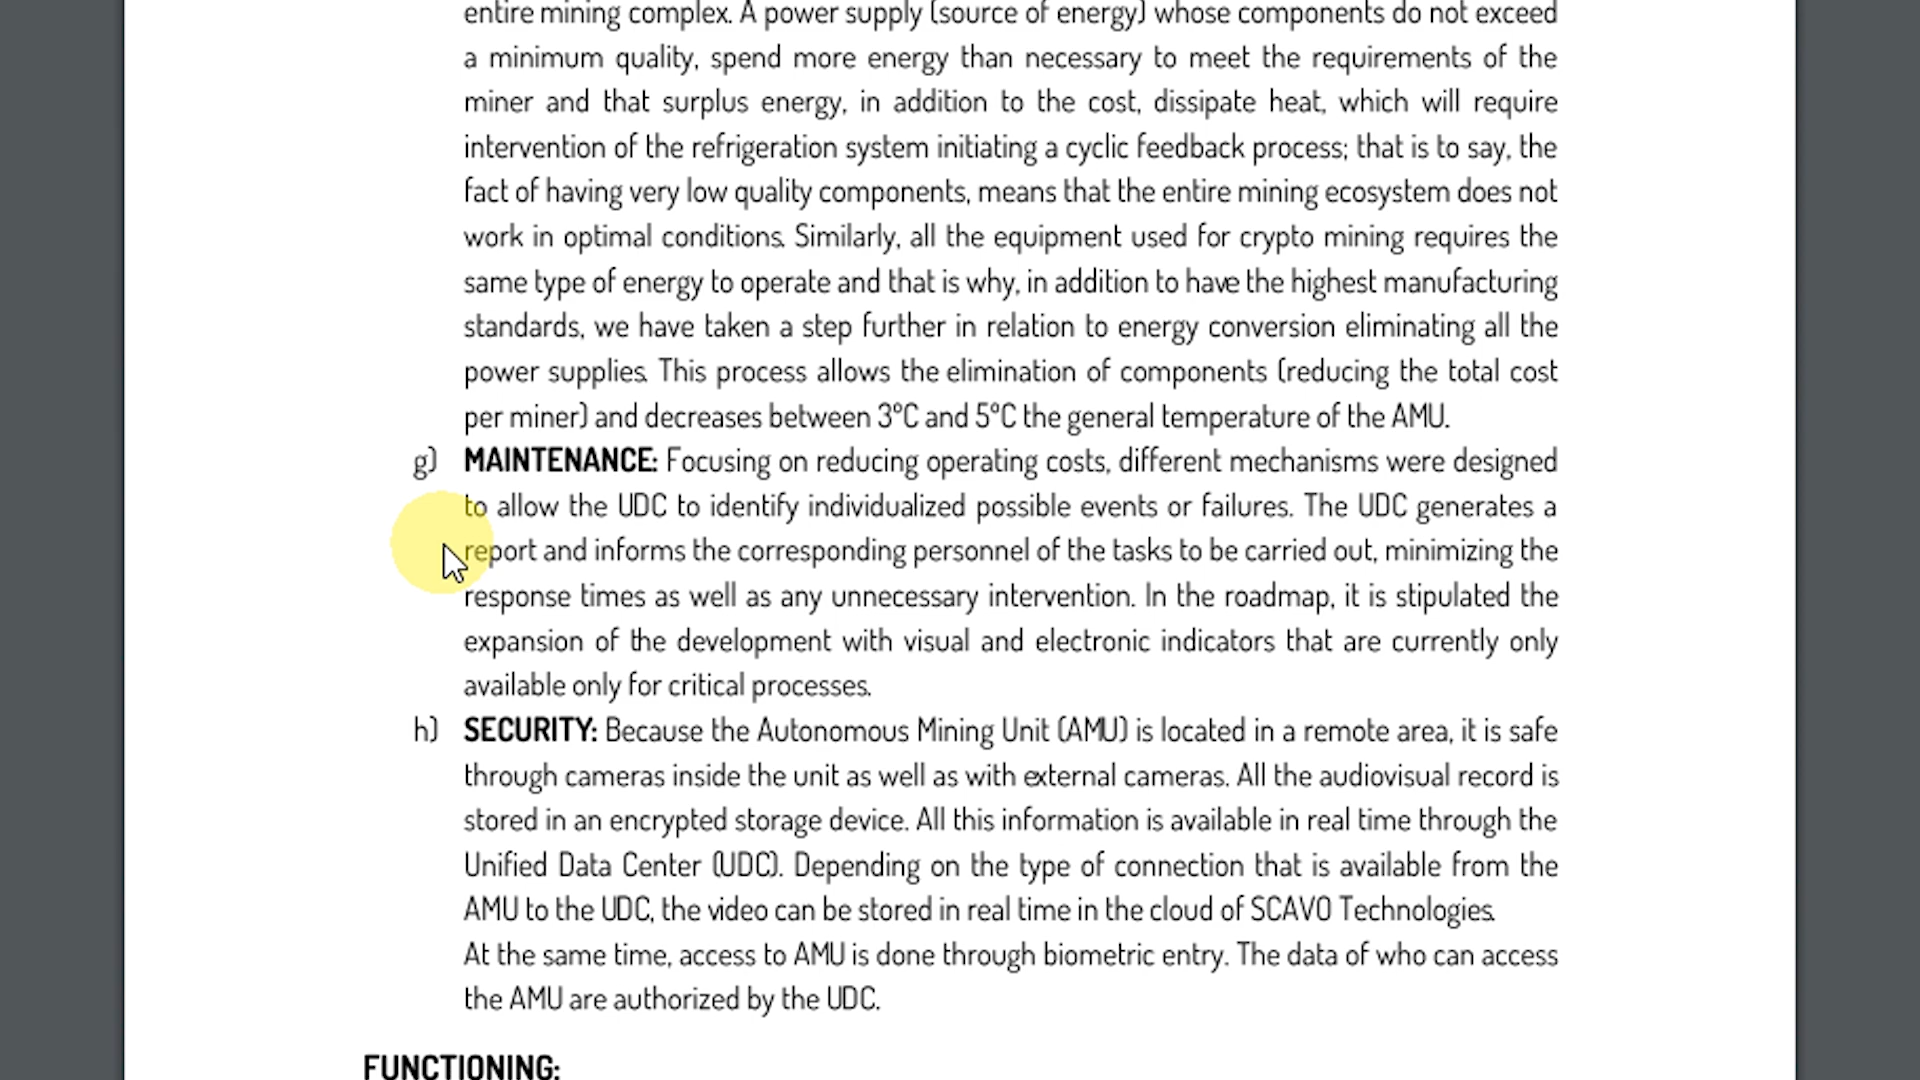 entire mining complex. A power supply (source of energy) whose components do not exceed
a minimum quality, spend more energy than necessary to meet the requirements of the
miner and that surplus energy, in addition to the cost, dissipate heat, which will require
intervention of the refrigeration system initiating a cyclic feedback process; that is to say, the
fact of having very low quality components, means that the entire mining ecosystem does not
work in optimal conditions. Similarly, all the equipment used for crypto mining requires the
same type of energy to operate and that is why, in addition to have the highest manufacturing
standards, we have taken a step further in relation to energy conversion eliminating all the
power supplies. This process allows the elimination of components (reducing the total cost
per miner) and decreases between 3°C and 5°C the general temperature of the AMU.
g) MAINTENANCE: Focusing on reducing operating costs, different mechanisms were designed
to allow the UDC to identify individualized possible events or failures. The UDC generates a
report and informs the corresponding personnel of the tasks to be carried out, minimizing the
response times as well as any unnecessary intervention. In the roadmap, it is stipulated the
expansion of the development with visual and electronic indicators that are currently only
available only for critical processes.
h) SECURITY: Because the Autonomous Mining Unit (AMU) is located in a remote area, it is safe
through cameras inside the unit as well as with external cameras. All the audiovisual record is
stored in an encrypted storage device. All this information is available in real time through the
Unified Data Center (UDC). Depending on the type of connection that is available from the
AMU to the UDC, the video can be stored in real time in the cloud of SCAVO Technologies.
At the same time, access to AMU is done through biometric entry. The data of who can access
the AMU are authorized by the UDC.
FUNCTIONING: